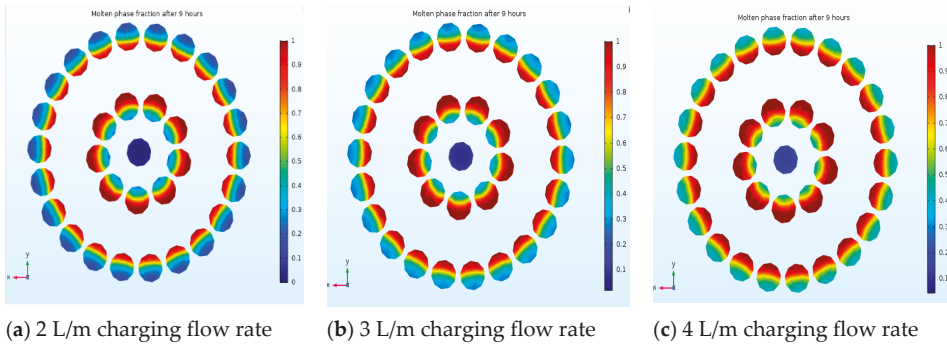 Molten phase fraction after 9 hours
1
0.9
0.8
0.7
0.6
0.5
0.4
0.3
0.2
0.1
0
y
x
z
(a) 2 L/m charging flow rate
Molten phase fraction after 9 hours
1
0.9
0.8
0.7
0.6
0.5
0.4
0.3
0.2
0.1
y
x
z
(b) 3 L/m charging flow rate
Molten phase fraction after 9 hours
1
0.9
0.8
0.7
0.6
0.5
0.4
0.3
0.2
0.1
y
x
z
(c) 4 L/m charging flow rate